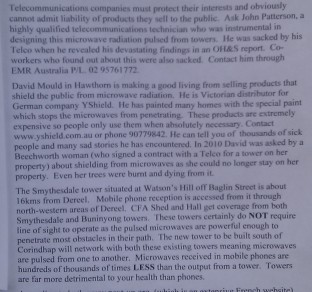 Telecommunications companies must protect their interests and obviously
cannot admit liability of products they sell to the public. Ask John Patterson, a
highly qualified telecommunications technician who was instrumental in
designing this microwave radiation pulsed from towers. He was sacked by his
Telco when he revealed his devastating findings in an OH&S report. Co-
workers who found out about this were also sacked. Contact him through
EMR Australia P/L. 02 95761772.
David Mould in Hawthorn is making a good living from selling products that
shield the public from microwave radiation. He is Victorian distributor for
German company YShield. He has painted many homes with the special paint
which stops the microwaves from penetrating. These products are extremely
expensive so people only use them when absolutely necessary. Contact
www.yshield.com.au or phone 90779842. He can tell you of thousands of sick
people and many sad stories he has encountered. In 2010 David was asked by a
Beechworth woman (who signed a contract with a Telco for a tower on her
property) about shielding from microwaves as she could no longer stay on her
property. Even her trees were burnt and dying from it.
The Smythesdale tower situated at Watson's Hill off Baglin Street is about
16kms from Dereel. Mobile phone reception is accessed from it through
north-western areas of Dereel. CFA Shed and Hall get coverage from both
Smythesdale and Buninyong towers. These towers certainly do NOT require
line of sight to operate as the pulsed microwaves are powerful enough to
penetrate most obstacles in their path. The new tower to be built south of
Corindhap will network with both these existing towers meaning microwaves
are pulsed from one to another. Microwaves received in mobile phones are
hundreds of thousands of times LESS than the output from a tower. Towers
are far more detrimental to your health than phones.